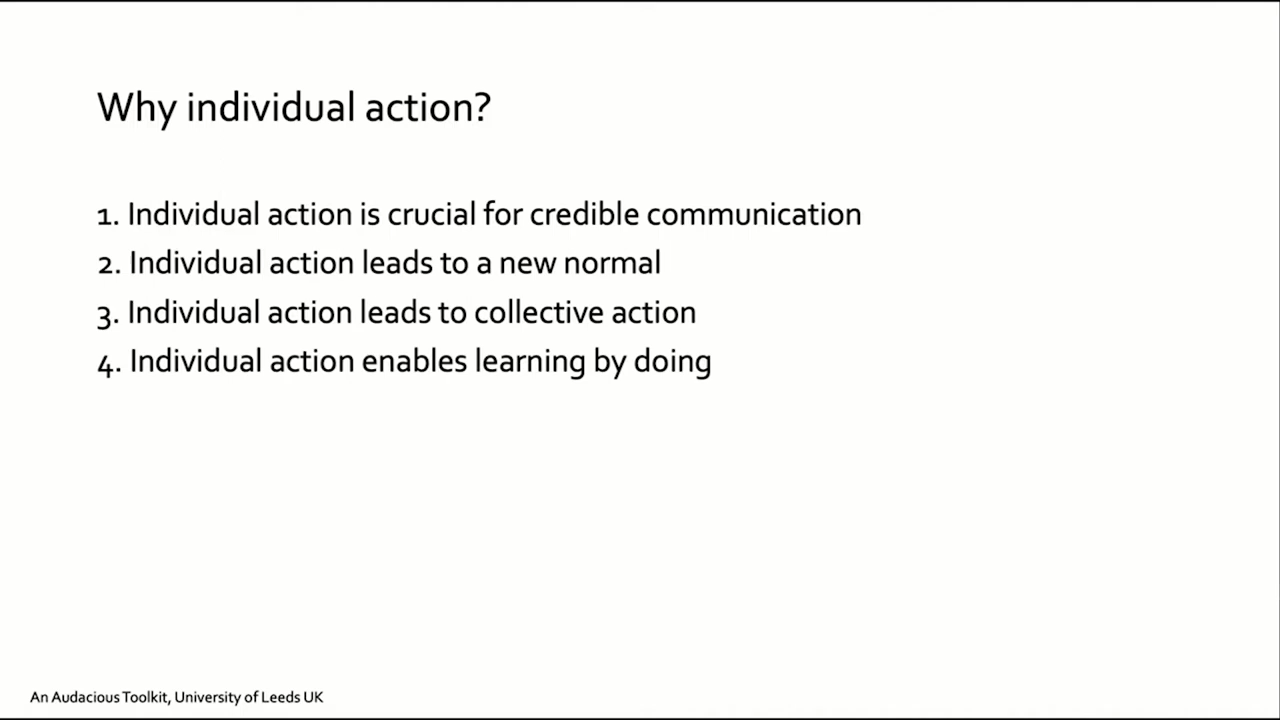 Why individual action?
1. Individual action is crucial for credible communication
2. Individual action leads to a new normal
3. Individual action leads to collective action
4. Individual action enables learning by doing
An Audacious Toolkit, University of Leeds UK